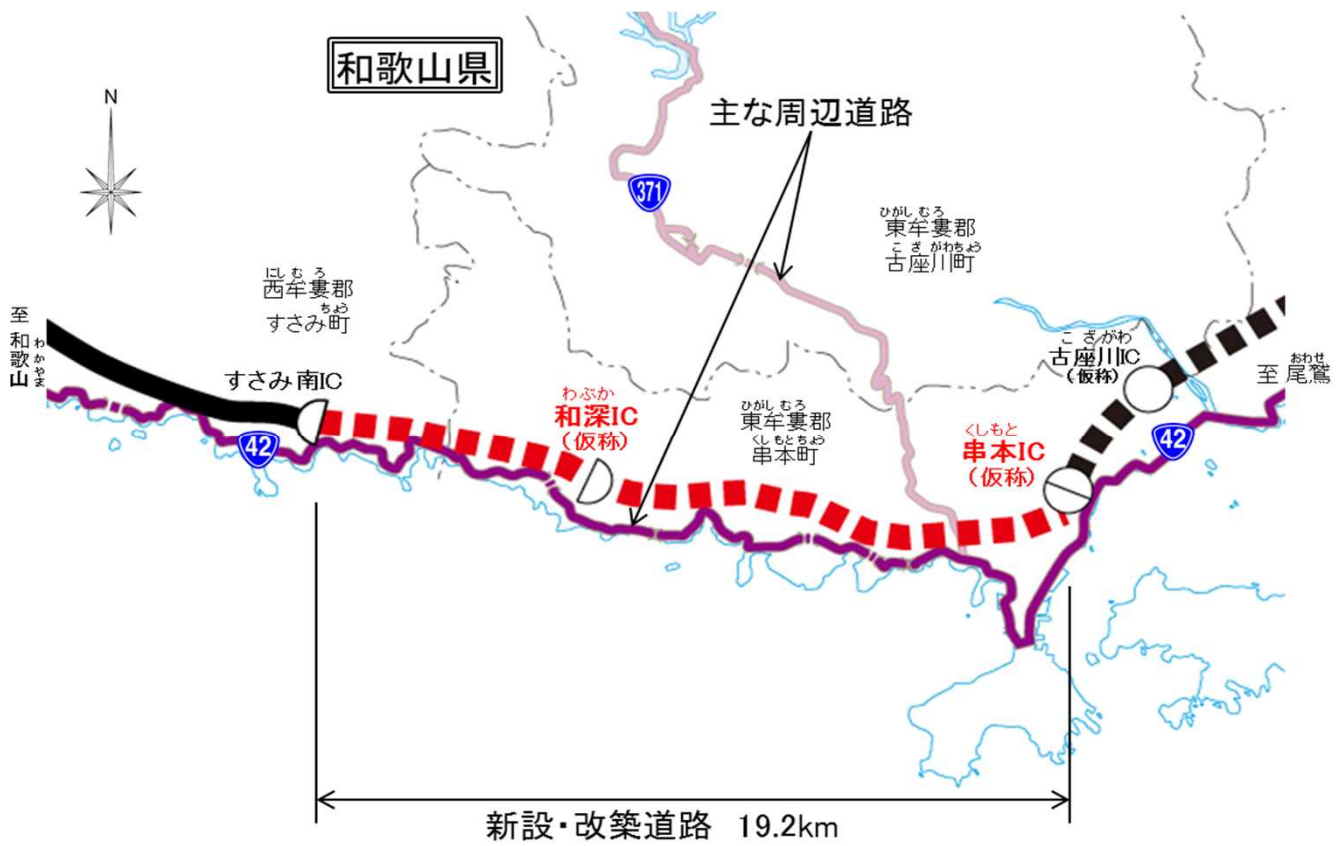 和歌山県
N
主な周辺道路
371
ひがしむろ
東牟婁郡
こざがわちょう
古座川町
にしむろ
西牟婁郡
ちょう
すさみ町
至和歌山
わかやま
すさみ南IC
42
わぶか
和深IC
(仮称)
ひがしむろ
東牟婁郡
くしもとちょう
串本町
くしもと
串本IC
(仮称)
こざがわ
古座川IC
(仮称)
おわせ
至尾鷲
42
新設・改築道路 19.2km